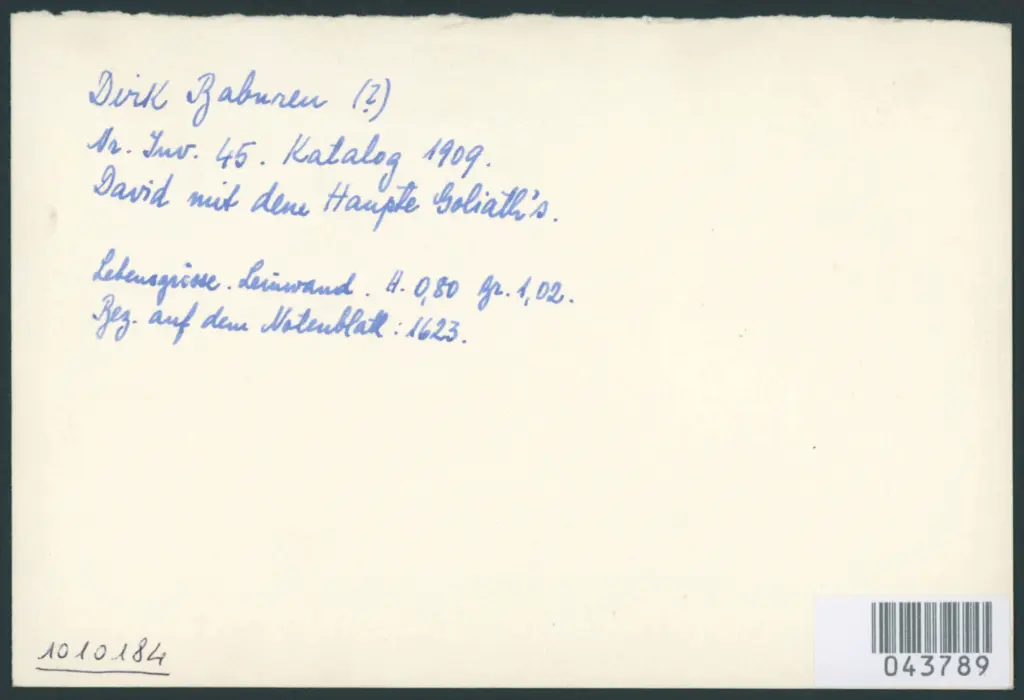 Dirk Baburen (?)
Nr. Inv. 45. Katalog 1909.
David mit dem Haupte Goliath's.
Lebensgrösse. Leinwand. H. 0,80 Br. 1,02.
Bez. auf dem Notenblatt: 1623.
1010184
043789